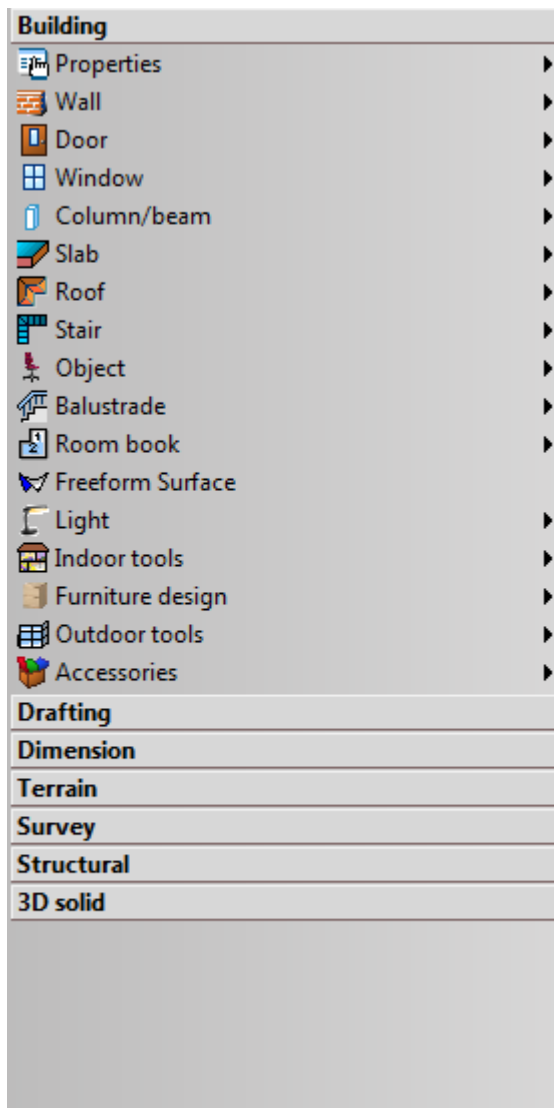 Building
Properties
Wall
Door
Window
Column/beam
Slab
Roof
Stair
Object
Balustrade
Room book
Freeform Surface
Light
Indoor tools
Furniture design
Outdoor tools
Accessories
Drafting
Dimension
Terrain
Survey
Structural
3D solid